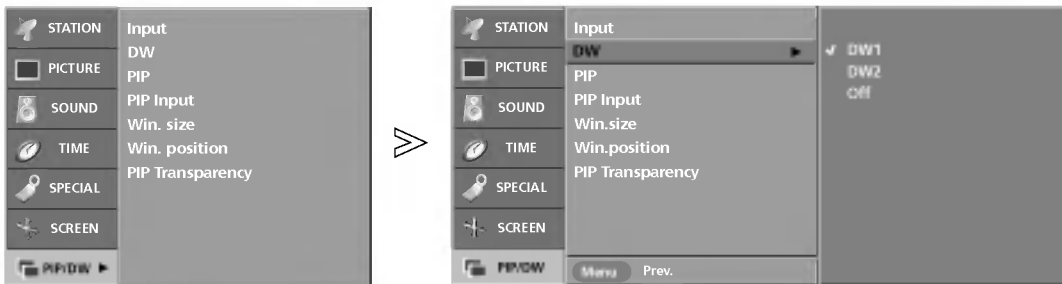 STATION
PICTURE
SOUND
TIME
SPECIAL
SCREEN
PIP/DW
Input
DW
PIP
PIP Input
Win. size
Win. position
PIP Transparency
STATION
PICTURE
SOUND
TIME
SPECIAL
SCREEN
PIP/DW
Input
DW
PIP
PIP Input
Win.size
Win.position
PIP Transparency
Menu Prev.
DW1
DW2
Off